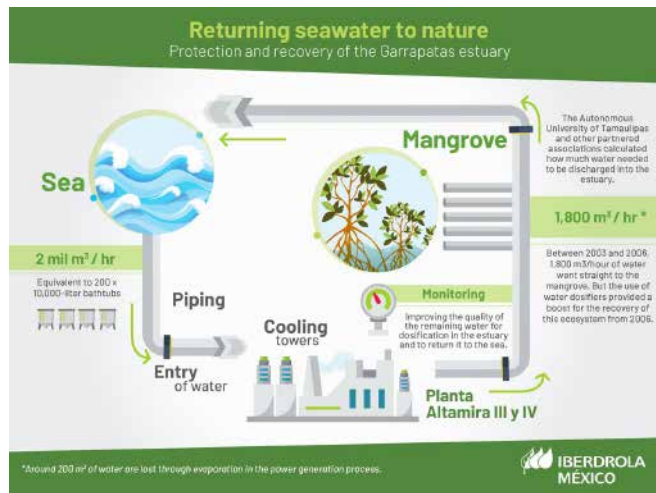 Returning seawater to nature
Protection and recovery of the Garrapatas estuary
Sea
2 mil m³ / hr
Equivalent to 200 x
10,000-liter bathtubs
Piping
Entry
of water
Cooling
towers
Mangrove
Monitoring
Improving the quality of
the remaining water for
dosification in the estuary
and to return it to the sea.
Planta
Altamira III y IV
The Autonomous
University of Tamaulipas
and other partnered
associations calculated
how much water needed
to be discharged into the
estuary.
1,800 m³ / hr *
Between 2003 and 2006,
1,800 m3/hour of water
went straight to the
mangrove. But the use of
water dosifiers provided a
boost for the recovery of
this ecosystem from 2006.
*Around 200 m³ of water are lost through evaporation in the power generation process.
IBERDROLA
MÉXICO